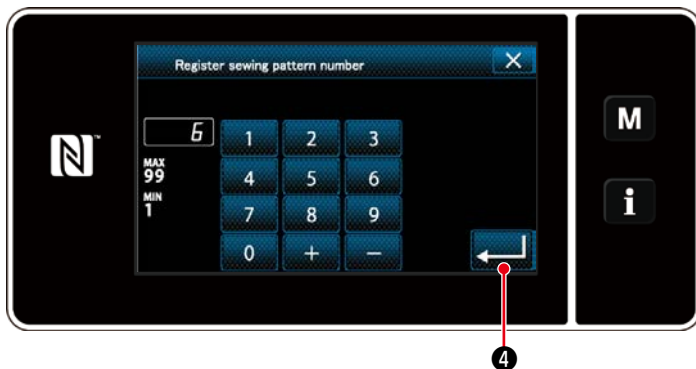 Register sewing pattern number
6
1 2 3
MAX
99
4 5 6
MIN
1
7 8 9
0 + −
M
i
N
❹